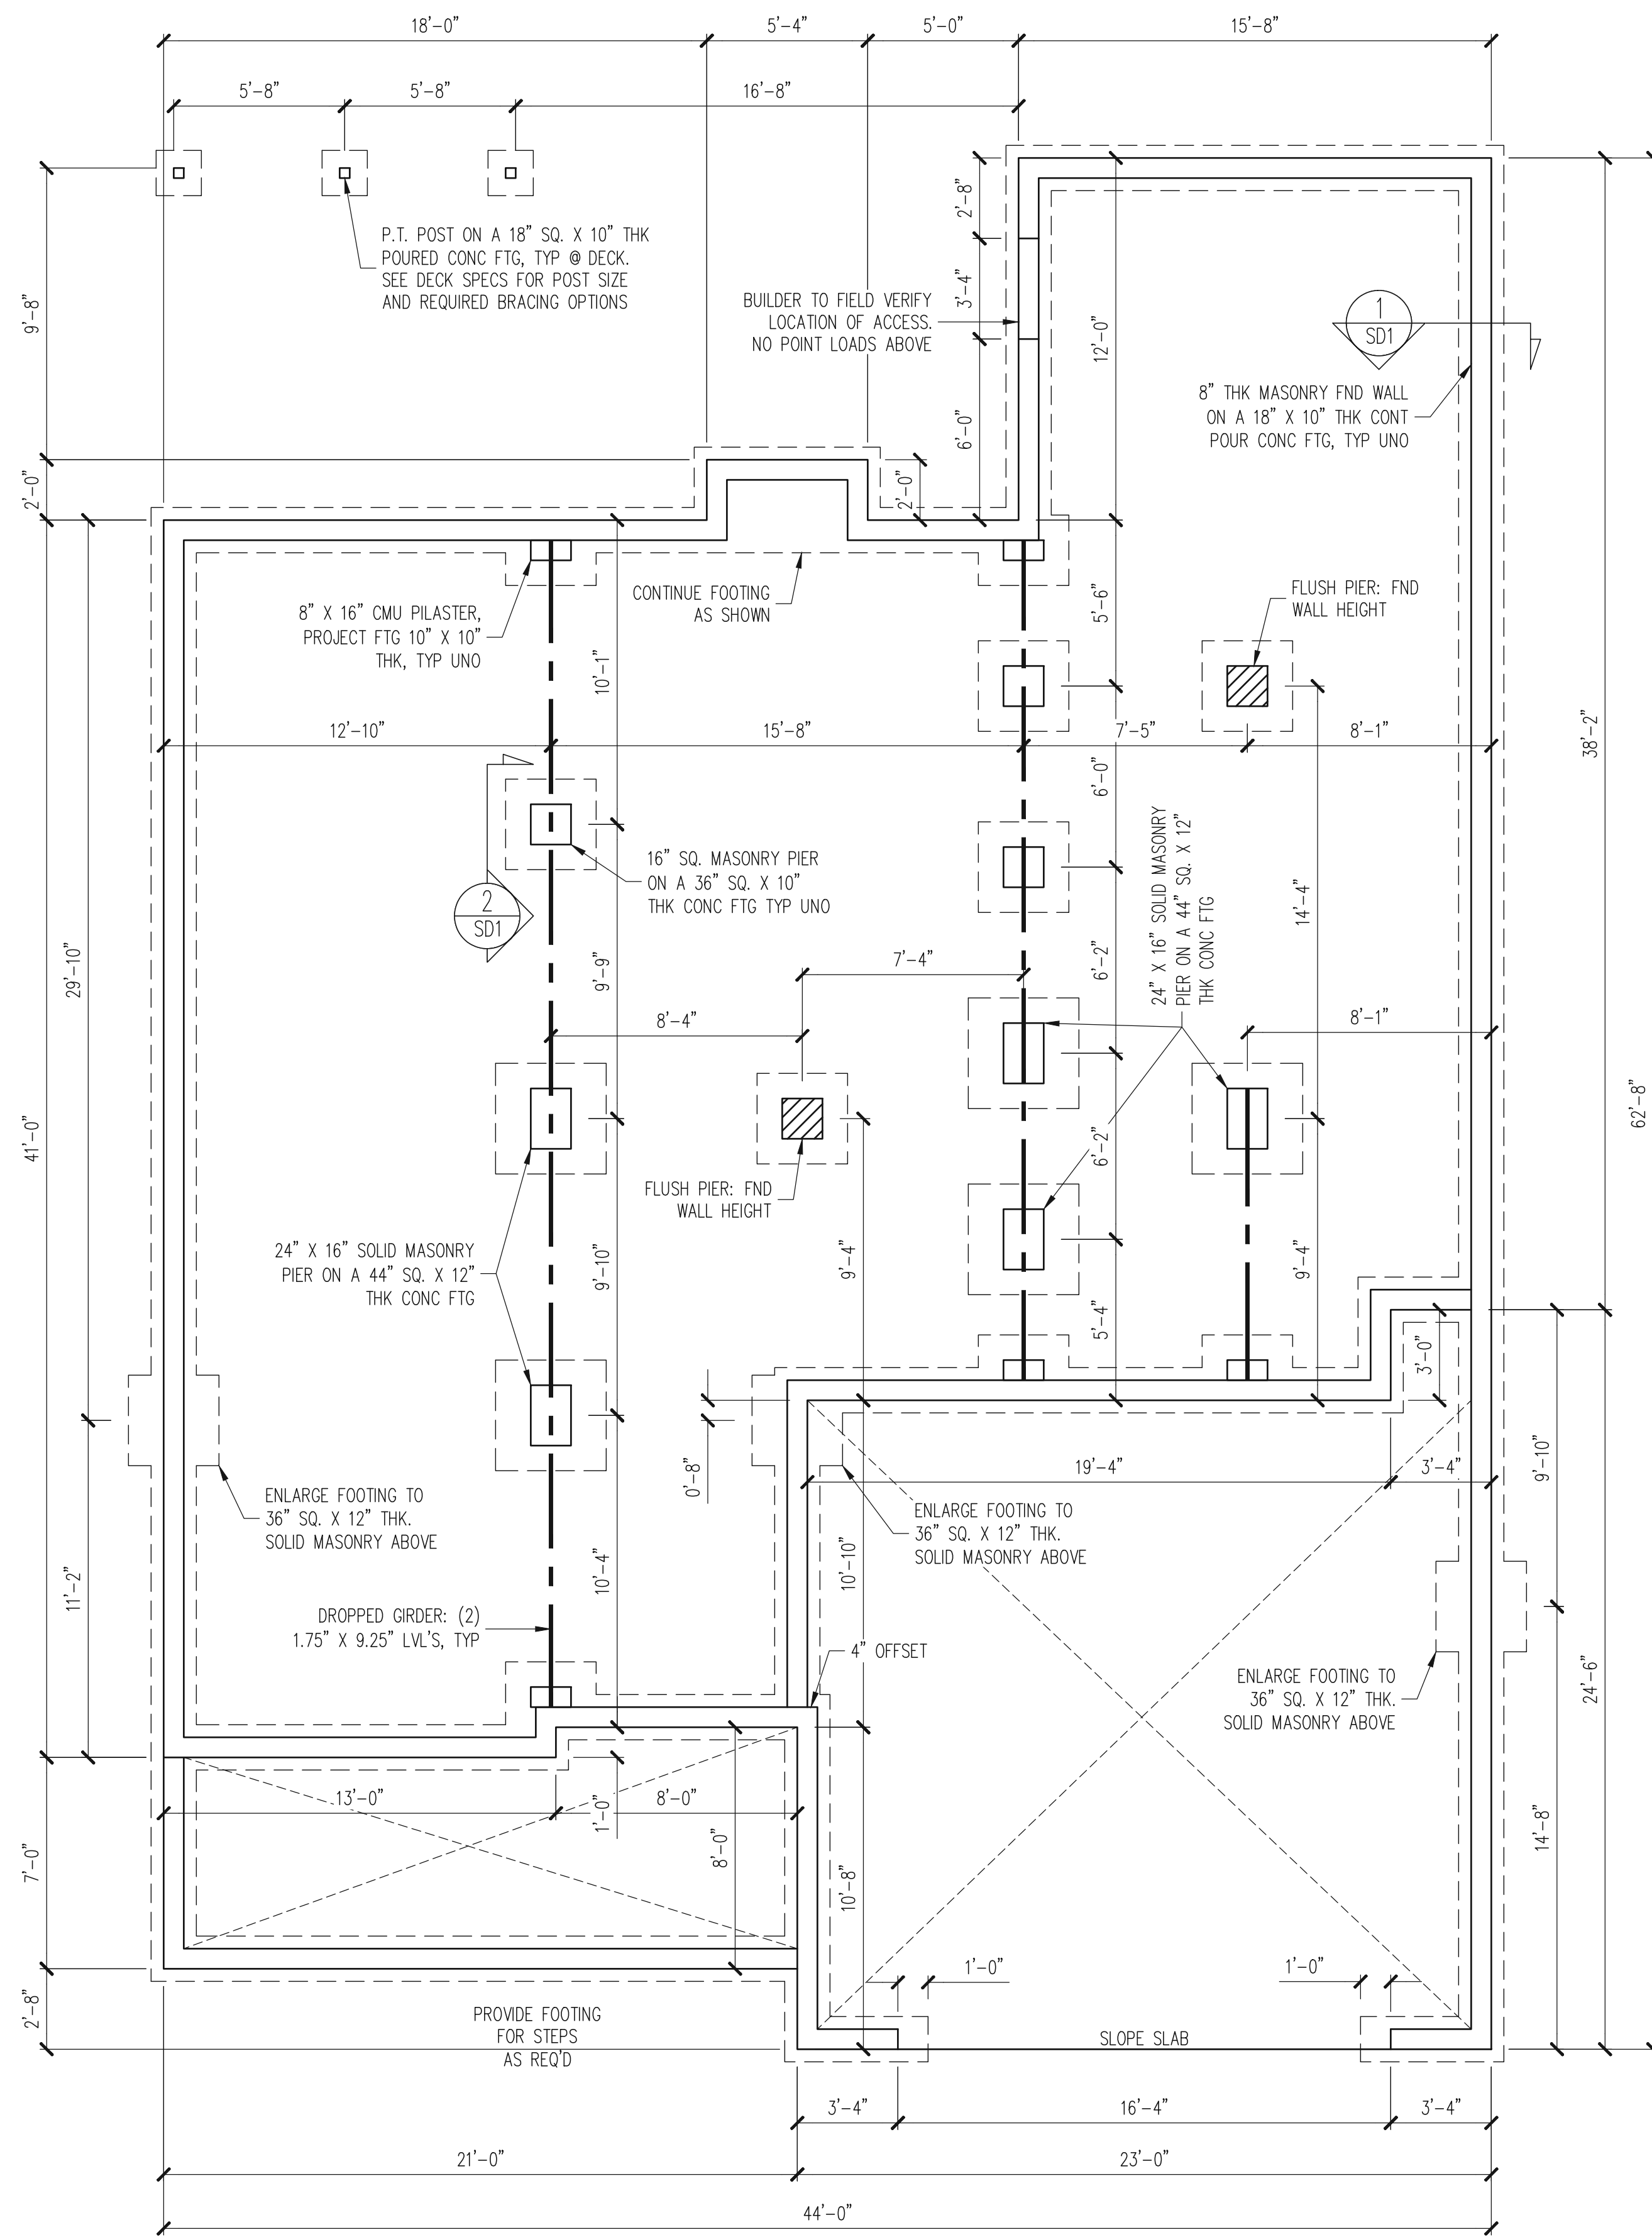 18'-0"
5'-4"
5'-0"
15'-8"
5'-8"
5'-8"
16'-8"
P.T. POST ON A 18" SQ. X 10" THK
POURED CONC FTG, TYP @ DECK.
SEE DECK SPECS FOR POST SIZE
AND REQUIRED BRACING OPTIONS
9'-8"
2'-8"
3'-4"
6'-0"
12'-0"
BUILDER TO FIELD VERIFY
LOCATION OF ACCESS.
NO POINT LOADS ABOVE
1
SD1
8" THK MASONRY FND WALL
ON A 18" X 10" THK CONT
POUR CONC FTG, TYP UNO
2'-0"
2'-0"
CONTINUE FOOTING
AS SHOWN
8" X 16" CMU PILASTER,
PROJECT FTG 10" X 10"
THK, TYP UNO
FLUSH PIER: FND
WALL HEIGHT
5'-6"
10'-1"
12'-10"
15'-8"
7'-5"
8'-1"
38'-2"
6'-0"
16" SQ. MASONRY PIER
ON A 36" SQ. X 10"
THK CONC FTG TYP UNO
2
SD1
24" X 16" SOLID MASONRY
PIER ON A 44" SQ. X 12"
THK CONC FTG
14'-4"
29'-10"
9'-9"
7'-4"
6'-2"
8'-4"
8'-1"
41'-0"
62'-8"
6'-2"
FLUSH PIER: FND
WALL HEIGHT
24" X 16" SOLID MASONRY
PIER ON A 44" SQ. X 12"
THK CONC FTG
9'-10"
9'-4"
9'-4"
5'-4"
3'-0"
0'-8"
19'-4"
3'-4"
9'-10"
ENLARGE FOOTING TO
36" SQ. X 12" THK.
SOLID MASONRY ABOVE
ENLARGE FOOTING TO
36" SQ. X 12" THK.
SOLID MASONRY ABOVE
11'-2"
10'-4"
10'-10"
DROPPED GIRDER: (2)
1.75" X 9.25" LVL'S, TYP
4" OFFSET
ENLARGE FOOTING TO
36" SQ. X 12" THK.
SOLID MASONRY ABOVE
24'-6"
13'-0"
1'-0"
8'-0"
8'-0"
7'-0"
10'-8"
14'-8"
1'-0"
1'-0"
2'-8"
PROVIDE FOOTING
FOR STEPS
AS REQ'D
SLOPE SLAB
3'-4"
16'-4"
3'-4"
21'-0"
23'-0"
44'-0"